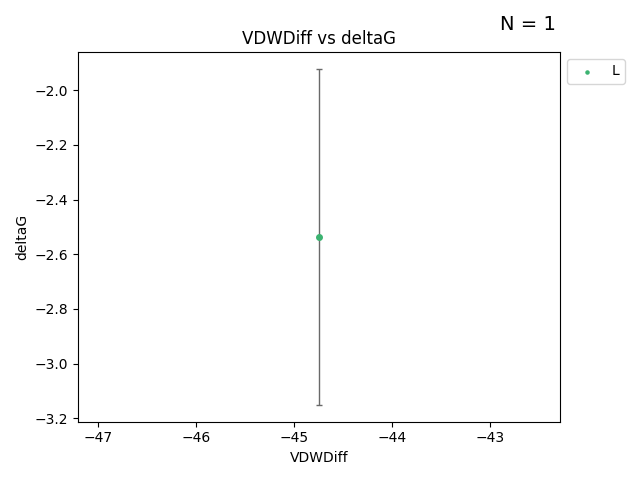 N = 1
VDWDiff vs deltaG
L
−2.0
−2.2
−2.4
−2.6
−2.8
−3.0
−3.2
deltaG
−47 −46 −45 −44 −43
VDWDiff